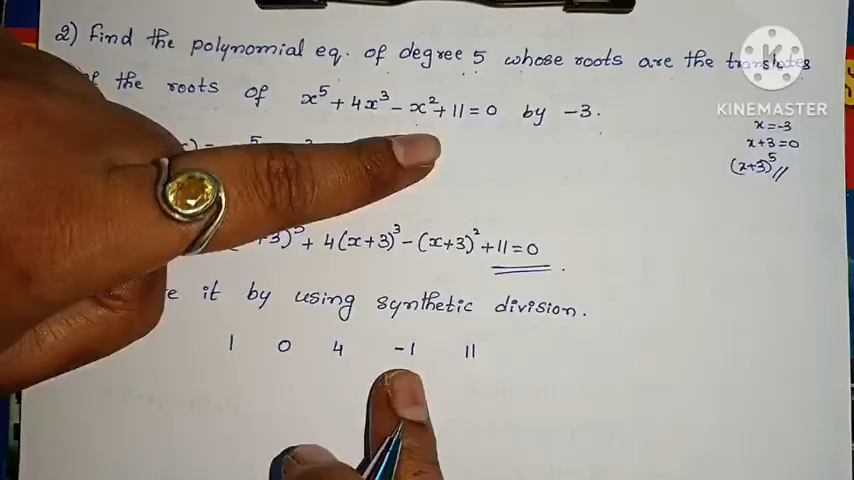 2) Find the polynomial eq. of degree 5 whose roots are the translates
the roots of x⁵ + 4x³ - x² + 11 = 0 by -3.
KINEMASTER
x = -3
x+3 = 0
(x+3)⁵ //
+ 4(x+3)³ - (x+3)² + 11 = 0 .
it by using synthetic division.
1 0 4 -1 11